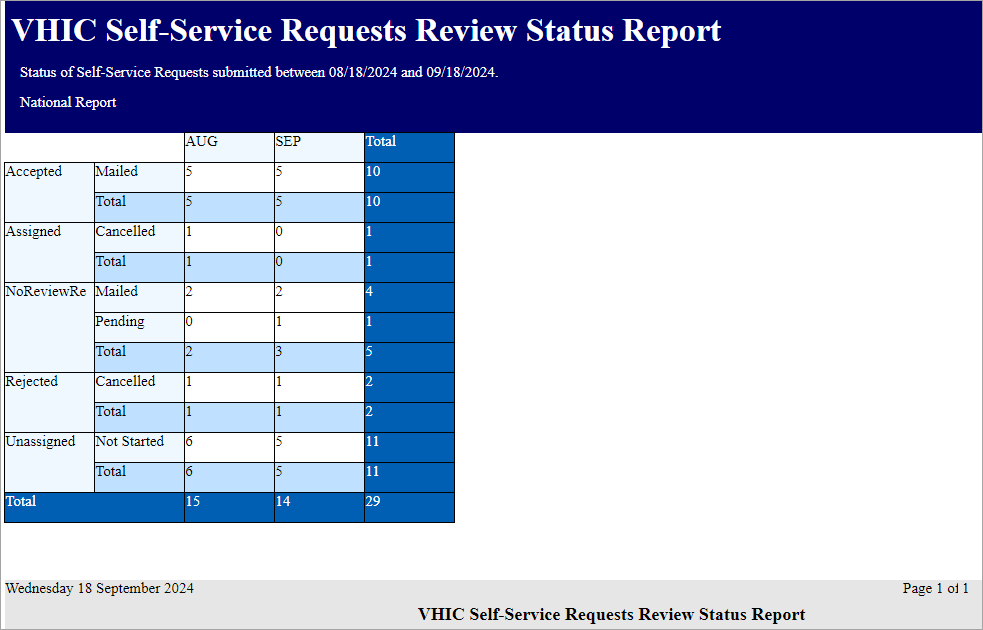 VHIC Self-Service Requests Review Status Report
Status of Self-Service Requests submitted between 08/18/2024 and 09/18/2024.
National Report
AUG SEP Total
Accepted Mailed 5 5 10
Total 5 5 10
Assigned Cancelled 1 0 1
Total 1 0 1
NoReviewRe Mailed 2 2 4
Pending 0 1 1
Total 2 3 5
Rejected Cancelled 1 1 2
Total 1 1 2
Unassigned Not Started 6 5 11
Total 6 5 11
Total 15 14 29
Wednesday 18 September 2024 Page 1 of 1
VHIC Self-Service Requests Review Status Report